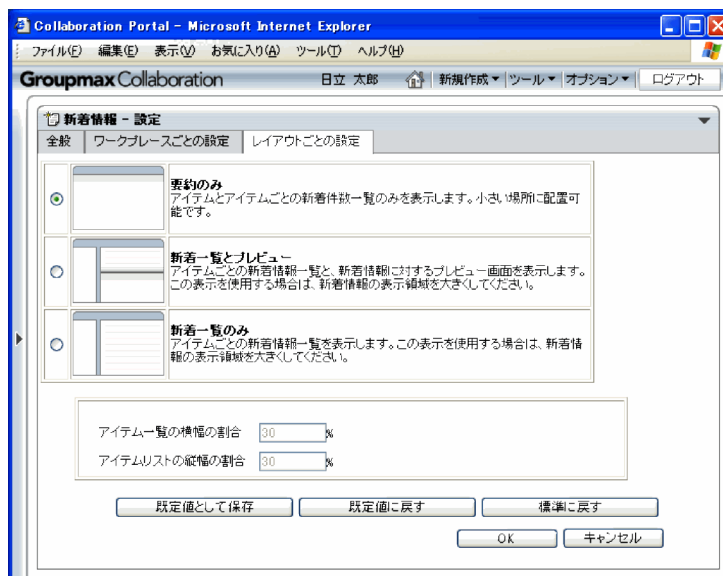 Collaboration Portal - Microsoft Internet Explorer
ファイル(F) 編集(E) 表示(V) お気に入り(A) ツール(T) ヘルプ(H)
Groupmax Collaboration 日立 太郎 新規作成 ツール オプション ログアウト
新着情報 - 設定
全般 ワークプレースごとの設定 レイアウトごとの設定
要約のみ
アイテムとアイテムごとの新着件数一覧のみを表示します。小さい場所に配置可
能です。
新着一覧とプレビュー
アイテムごとの新着情報一覧と、新着情報に対するプレビュー画面を表示します。
この表示を使用する場合は、新着情報の表示領域を大きくしてください。
新着一覧のみ
アイテムごとの新着情報一覧を表示します。この表示を使用する場合は、新着情
報の表示領域を大きくしてください。
アイテム一覧の横幅の割合 30 %
アイテムリストの縦幅の割合 30 %
既定値として保存 既定値に戻す 標準に戻す
OK キャンセル